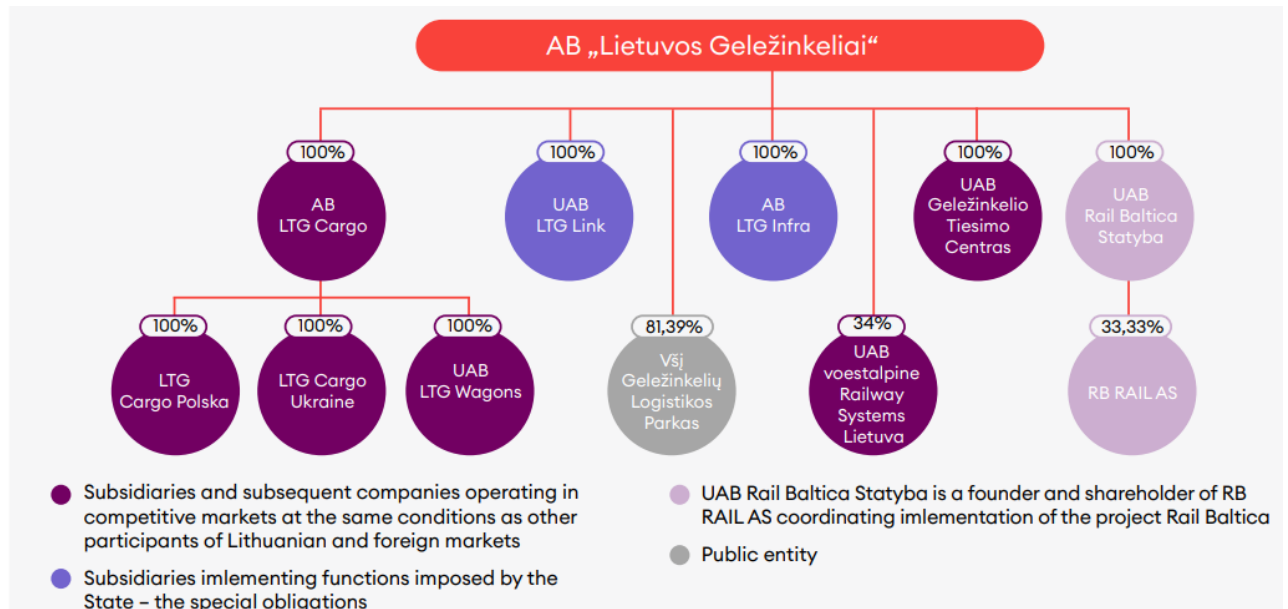 AB „Lietuvos Geležinkeliai“
100%
AB
LTG Cargo
100%
UAB
LTG Link
100%
AB
LTG Infra
100%
UAB
Geležinkelio
Tiesimo
Centras
100%
UAB
Rail Baltica
Statyba
100%
LTG
Cargo Polska
100%
LTG Cargo
Ukraine
100%
UAB
LTG Wagons
81,39%
Všį
Geležinkelių
Logistikos
Parkas
34%
UAB
voestalpine
Railway
Systems
Lietuva
33,33%
RB RAIL AS
Subsidiaries and subsequent companies operating in
competitive markets at the same conditions as other
participants of Lithuanian and foreign markets
Subsidiaries imlementing functions imposed by the
State – the special obligations
UAB Rail Baltica Statyba is a founder and shareholder of RB
RAIL AS coordinating imlementation of the project Rail Baltica
Public entity